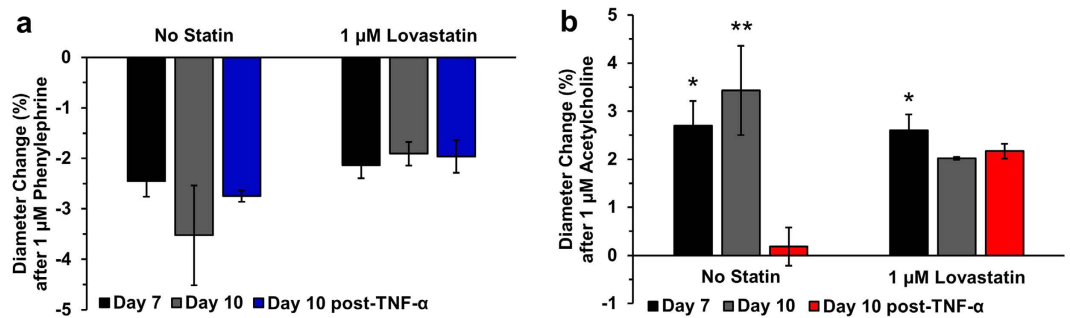 a
No Statin 1 µM Lovastatin
0
-1
-2
-3
-4
-5
Diameter Change (%)
after 1 µM Phenylephrine
Day 7 Day 10 Day 10 post-TNF-α
b
5
4
3
2
1
0
-1
Diameter Change (%)
after 1 µM Acetylcholine
*
**
*
No Statin 1 µM Lovastatin
Day 7 Day 10 Day 10 post-TNF-α